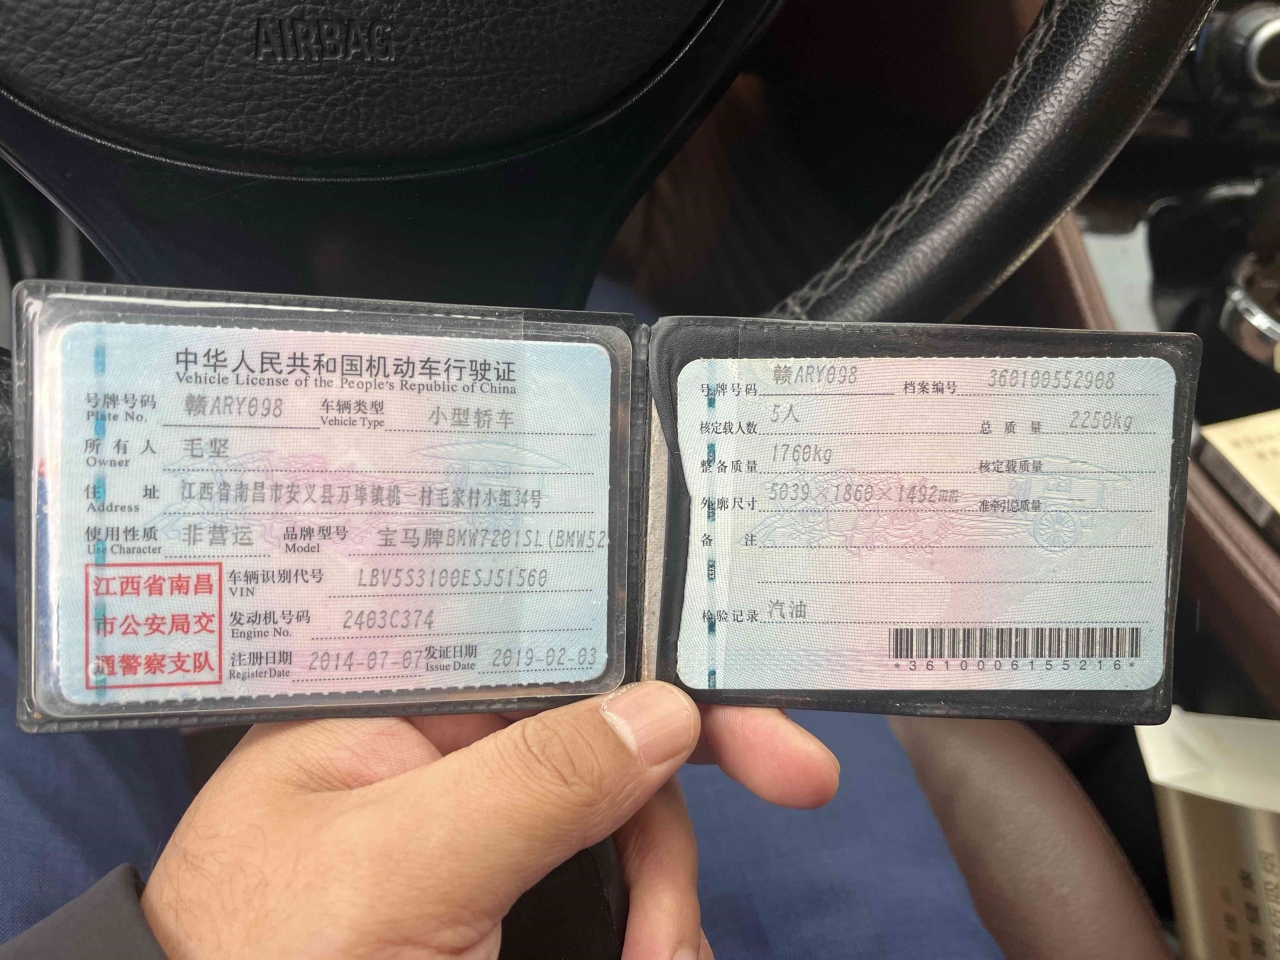 AIRBAG
中华人民共和国机动车行驶证
Vehicle License of the People's Republic of China
号牌号码 赣ARY098 车辆类型 小型轿车
Plate No. Vehicle Type
所有人 毛坚
Owner
住址 江西省南昌市安义县万埠镇桃一村毛家村小组34号
Address
使用性质 非营运 品牌型号 宝马牌BMW7201SL(BMW52
Use Character Model
江西省南昌
市公安局交
通警察支队
车辆识别代号 LBV5S3100ESJ51560
VIN
发动机号码 2403C374
Engine No.
注册日期 2014-07-07 发证日期 2019-02-03
Register Date Issue Date
号牌号码 赣ARY098 档案编号 360100552908
核定载人数 5人 总质量 2250kg
整备质量 1760kg 核定载质量
外廓尺寸 5039×1860×1492mm 准牵引总质量
备注
检验记录 汽油
*3610006155216*